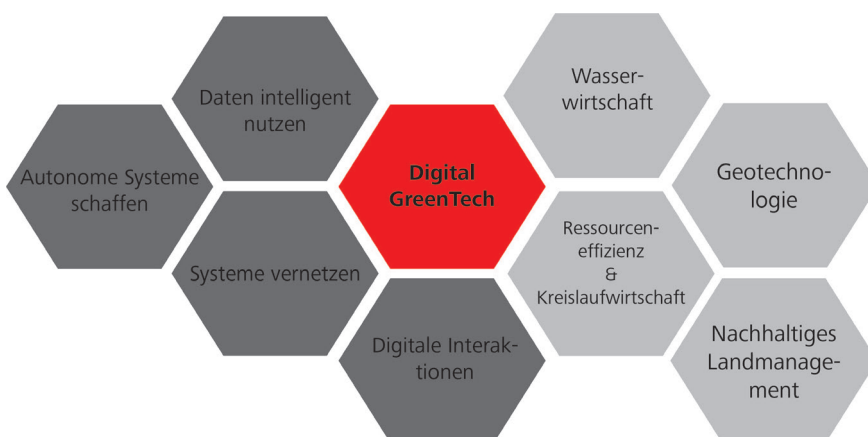 Daten intelligent
nutzen
Autonome Systeme
schaffen
Systeme vernetzen
Digital
GreenTech
Digitale Interak-
tionen
Wasser-
wirtschaft
Ressourcen-
effizienz
&
Kreislaufwirtschaft
Geotechno-
logie
Nachhaltiges
Landmanage-
ment